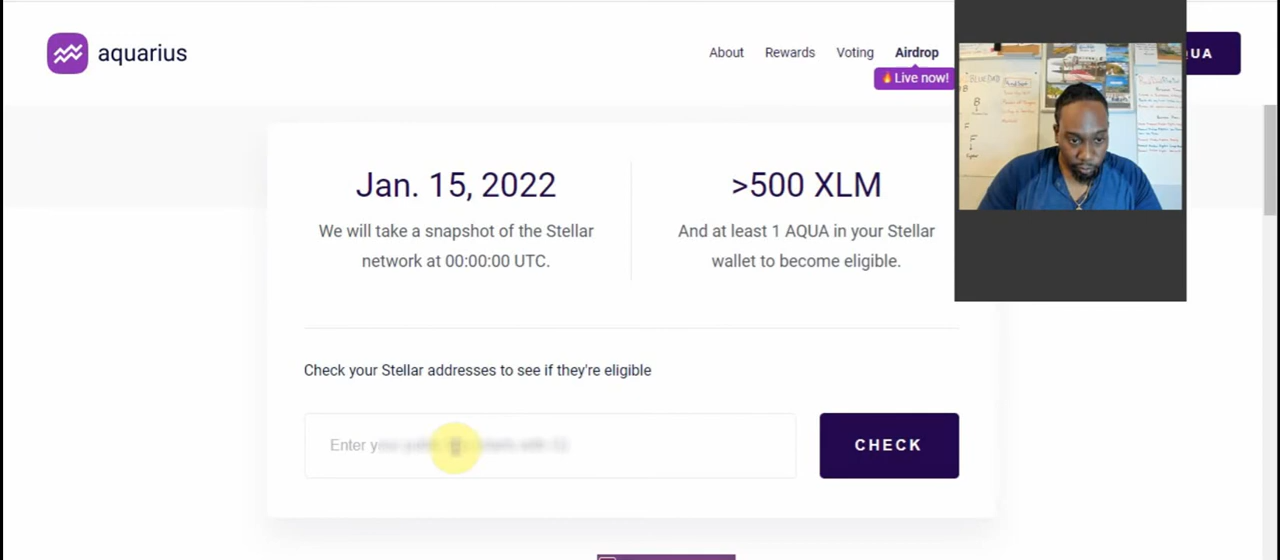 aquarius
About Rewards Voting Airdrop
UA
🔥Live now!
Jan. 15, 2022
We will take a snapshot of the Stellar
network at 00:00:00 UTC.
>500 XLM
And at least 1 AQUA in your Stellar
wallet to become eligible.
Check your Stellar addresses to see if they're eligible
Enter
CHECK